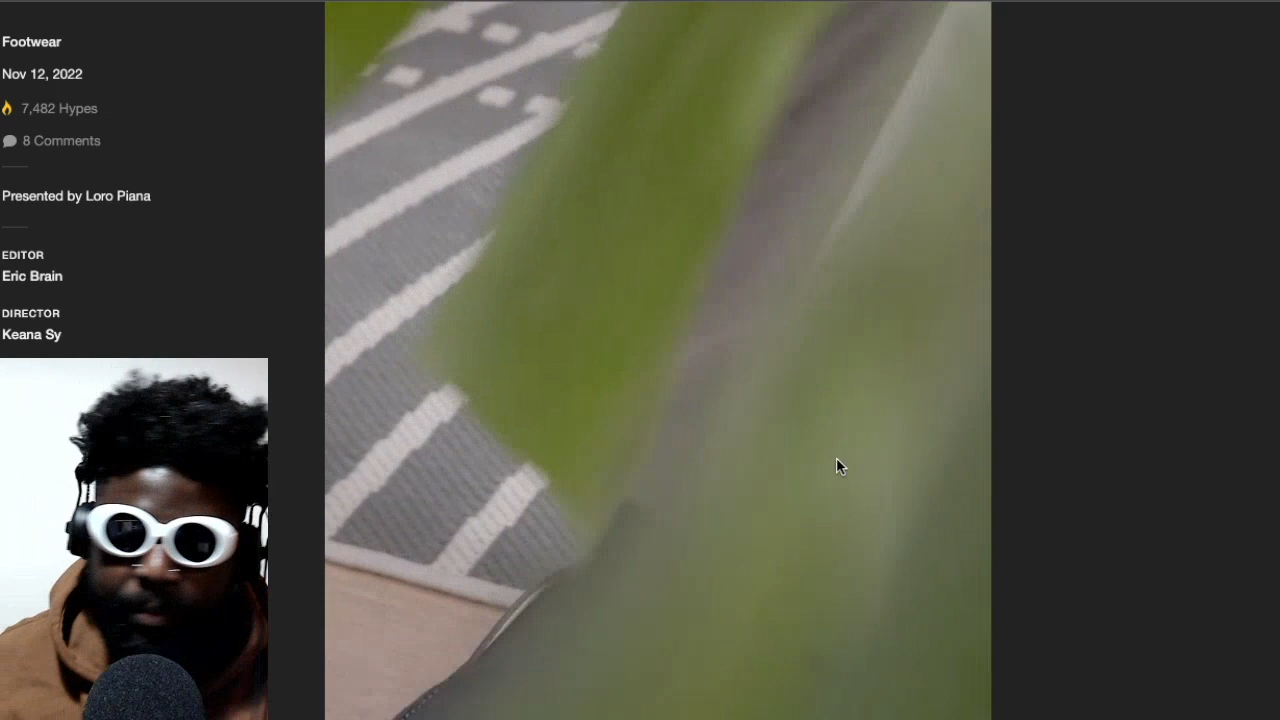 Footwear
Nov 12, 2022
7,482 Hypes
8 Comments
Presented by Loro Piana
EDITOR
Eric Brain
DIRECTOR
Keana Sy